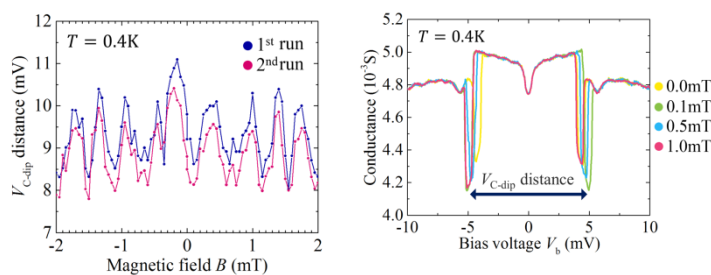 T = 0.4K
1st run
2nd run
12
11
10
9
8
7
-2
-1
0
1
2
VC-dip distance (mV)
Magnetic field B (mT)
T = 0.4K
5.2
5.0
4.8
4.6
4.4
4.2
4.0
-10
-5
0
5
10
Conductance (10-3S)
Bias voltage Vb (mV)
VC-dip distance
0.0mT
0.1mT
0.5mT
1.0mT